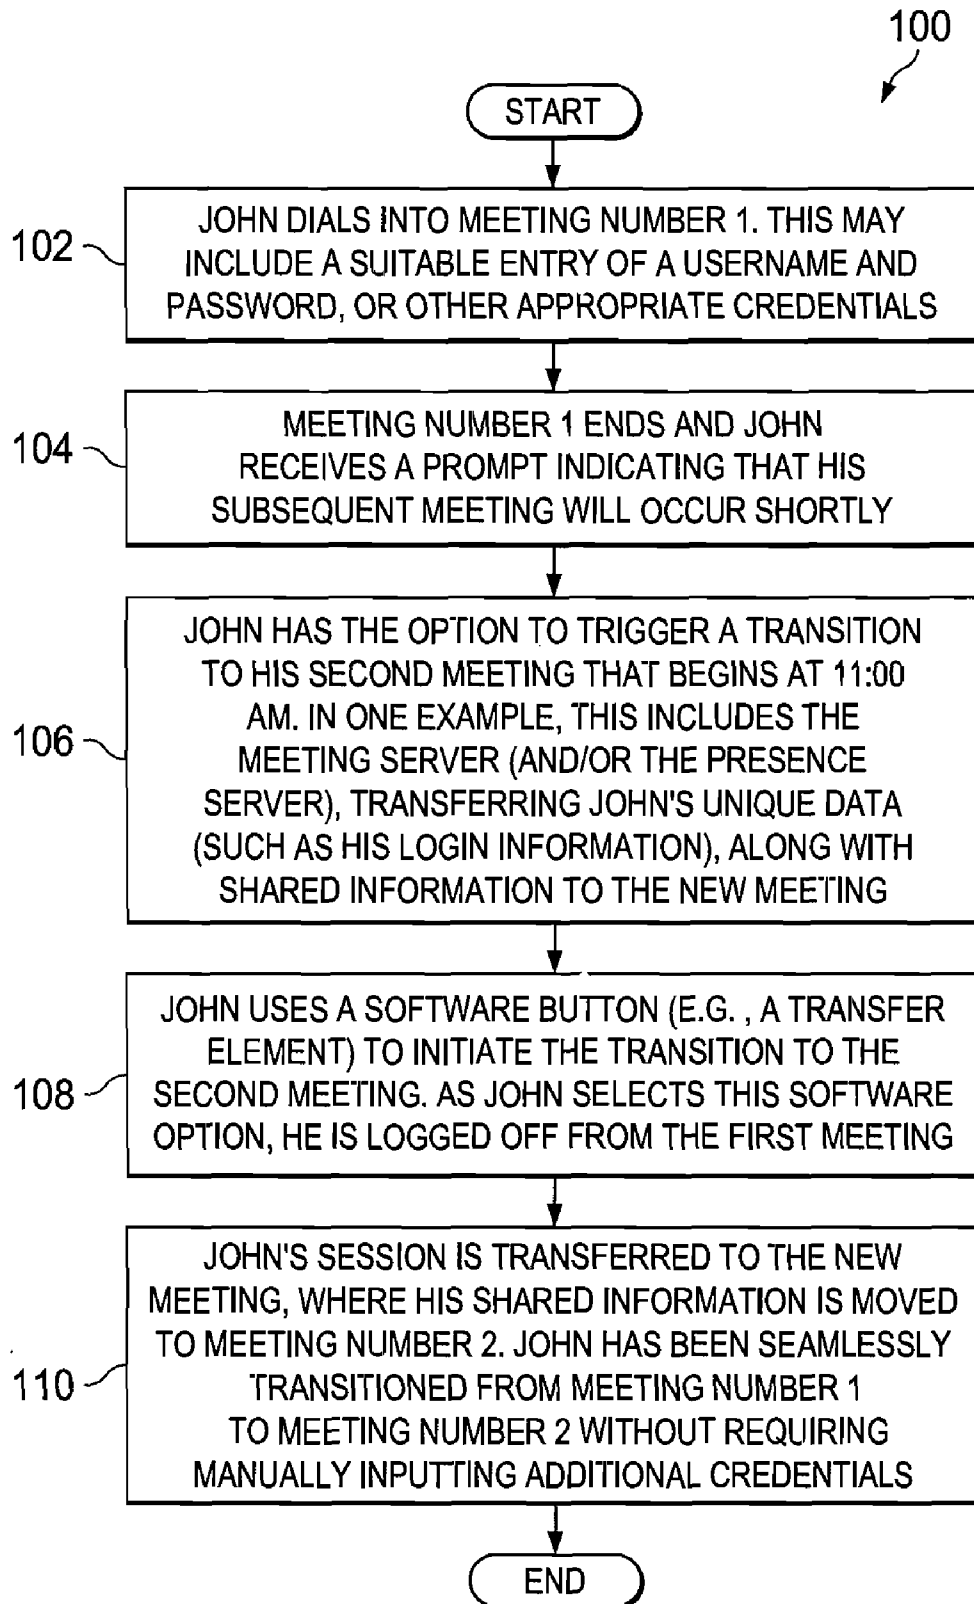 100
START
102
JOHN DIALS INTO MEETING NUMBER 1. THIS MAY
INCLUDE A SUITABLE ENTRY OF A USERNAME AND
PASSWORD, OR OTHER APPROPRIATE CREDENTIALS
104
MEETING NUMBER 1 ENDS AND JOHN
RECEIVES A PROMPT INDICATING THAT HIS
SUBSEQUENT MEETING WILL OCCUR SHORTLY
106
JOHN HAS THE OPTION TO TRIGGER A TRANSITION
TO HIS SECOND MEETING THAT BEGINS AT 11:00
AM. IN ONE EXAMPLE, THIS INCLUDES THE
MEETING SERVER (AND/OR THE PRESENCE
SERVER), TRANSFERRING JOHN'S UNIQUE DATA
(SUCH AS HIS LOGIN INFORMATION), ALONG WITH
SHARED INFORMATION TO THE NEW MEETING
108
JOHN USES A SOFTWARE BUTTON (E.G. , A TRANSFER
ELEMENT) TO INITIATE THE TRANSITION TO THE
SECOND MEETING. AS JOHN SELECTS THIS SOFTWARE
OPTION, HE IS LOGGED OFF FROM THE FIRST MEETING
110
JOHN'S SESSION IS TRANSFERRED TO THE NEW
MEETING, WHERE HIS SHARED INFORMATION IS MOVED
TO MEETING NUMBER 2. JOHN HAS BEEN SEAMLESSLY
TRANSITIONED FROM MEETING NUMBER 1
TO MEETING NUMBER 2 WITHOUT REQUIRING
MANUALLY INPUTTING ADDITIONAL CREDENTIALS
END